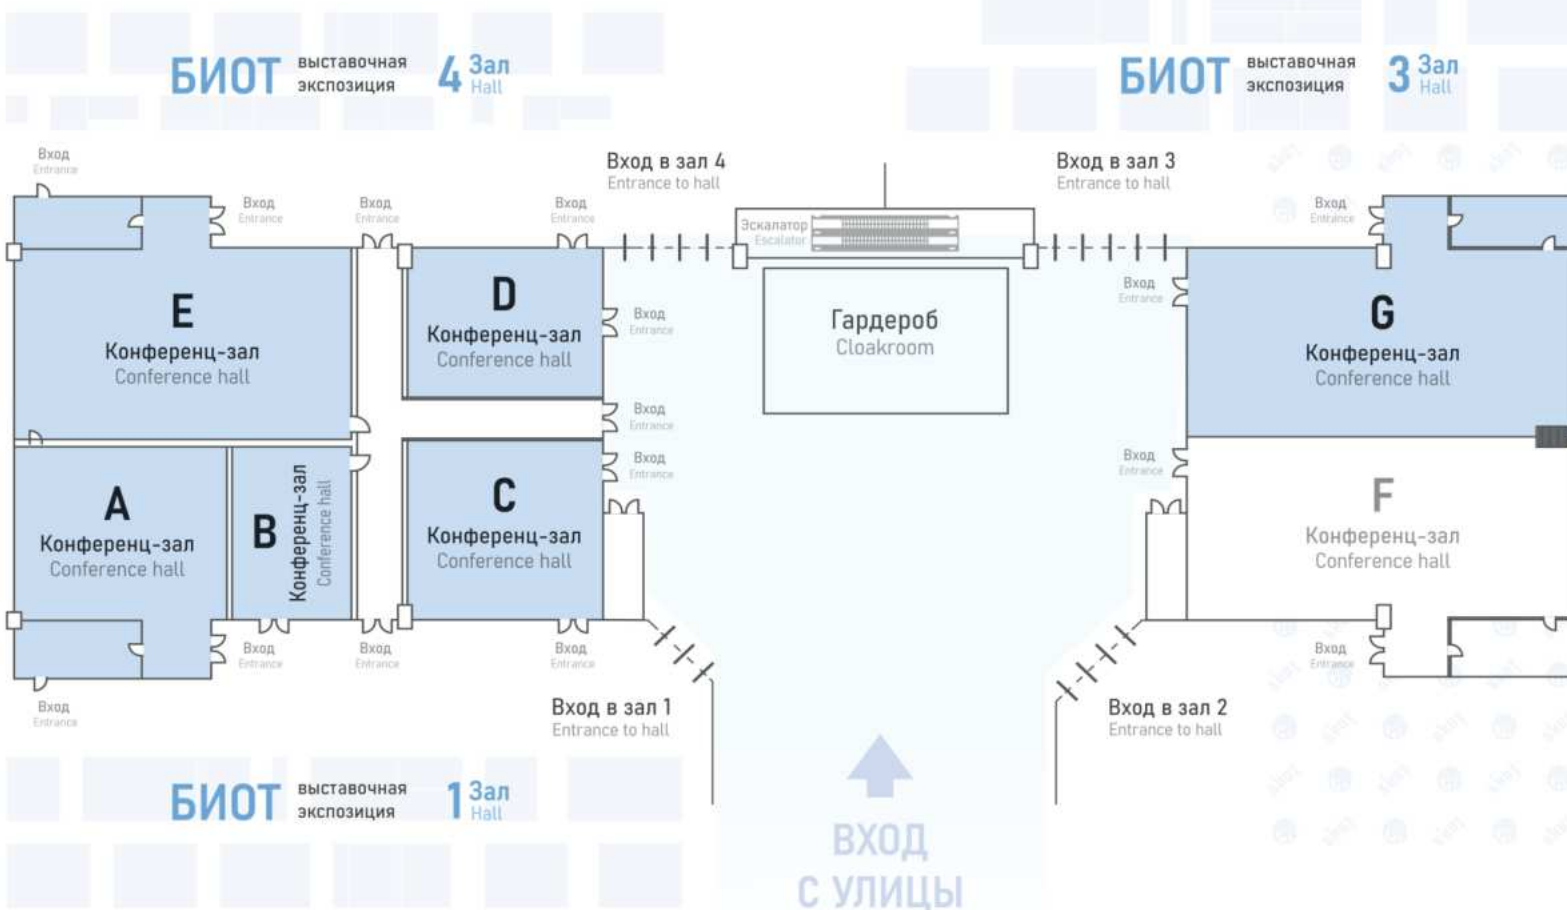 БИОТ выставочная экспозиция 4 Зал Hall
БИОТ выставочная экспозиция 3 Зал Hall
Вход
Entrance
Вход в зал 4
Entrance to hall
Вход в зал 3
Entrance to hall
Вход
Entrance
Вход
Entrance
Вход
Entrance
Вход
Entrance
Эскалатор
Escalator
E
Конференц-зал
Conference hall
D
Конференц-зал
Conference hall
Вход
Entrance
Гардероб
Cloakroom
Вход
Entrance
G
Конференц-зал
Conference hall
Вход
Entrance
Вход
Entrance
Вход
Entrance
A
Конференц-зал
Conference hall
B
Конференц-зал
Conference hall
C
Конференц-зал
Conference hall
F
Конференц-зал
Conference hall
Вход
Entrance
Вход
Entrance
Вход
Entrance
Вход
Entrance
Вход
Entrance
Вход в зал 1
Entrance to hall
Вход в зал 2
Entrance to hall
БИОТ выставочная экспозиция 1 Зал Hall
ВХОД
С УЛИЦЫ